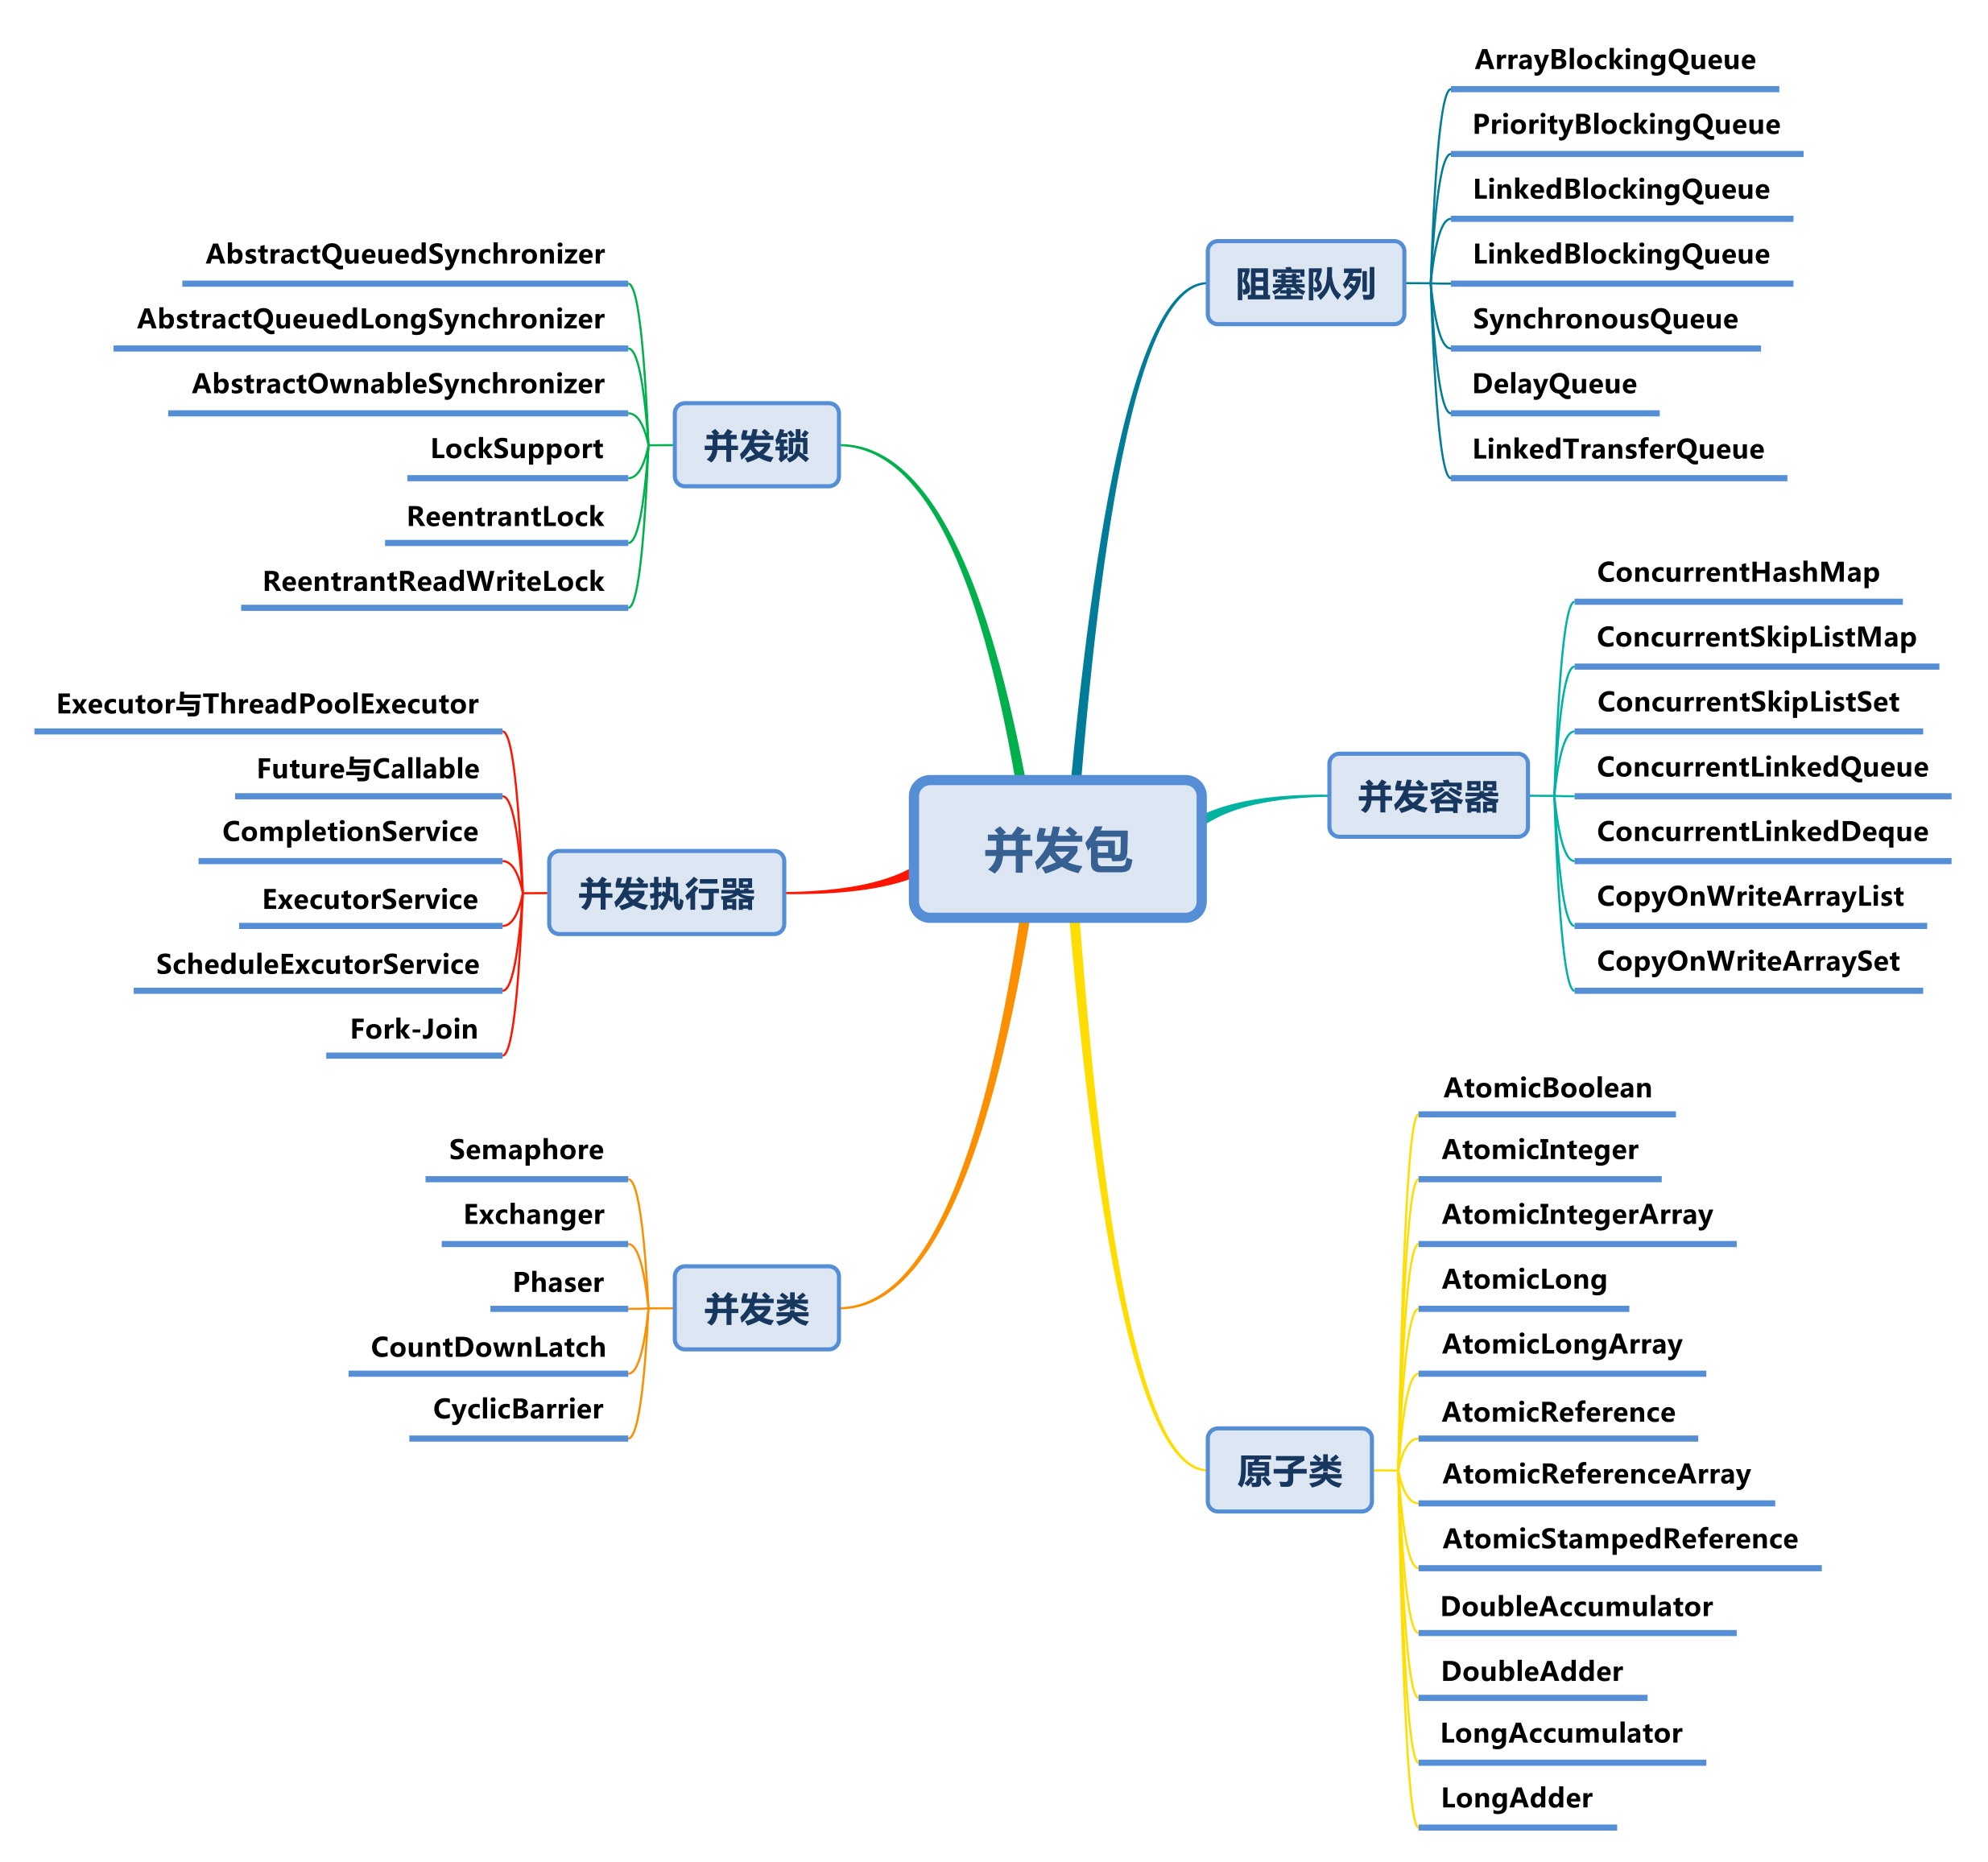 并发包
阻塞队列
ArrayBlockingQueue
PriorityBlockingQueue
LinkedBlockingQueue
LinkedBlockingQueue
SynchronousQueue
DelayQueue
LinkedTransferQueue
并发容器
ConcurrentHashMap
ConcurrentSkipListMap
ConcurrentSkipListSet
ConcurrentLinkedQueue
ConcurrentLinkedDeque
CopyOnWriteArrayList
CopyOnWriteArraySet
原子类
AtomicBoolean
AtomicInteger
AtomicIntegerArray
AtomicLong
AtomicLongArray
AtomicReference
AtomicReferenceArray
AtomicStampedReference
DoubleAccumulator
DoubleAdder
LongAccumulator
LongAdder
并发锁
AbstractQueuedSynchronizer
AbstractQueuedLongSynchronizer
AbstractOwnableSynchronizer
LockSupport
ReentrantLock
ReentrantReadWriteLock
并发执行器
Executor与ThreadPoolExecutor
Future与Callable
CompletionService
ExecutorService
ScheduleExcutorService
Fork-Join
并发类
Semaphore
Exchanger
Phaser
CountDownLatch
CyclicBarrier